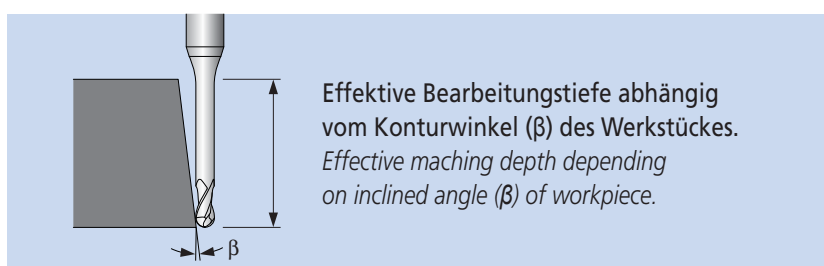 Effektive Bearbeitungstiefe abhängig
vom Konturwinkel (β) des Werkstückes.
Effective maching depth depending
on inclined angle (β) of workpiece.
β